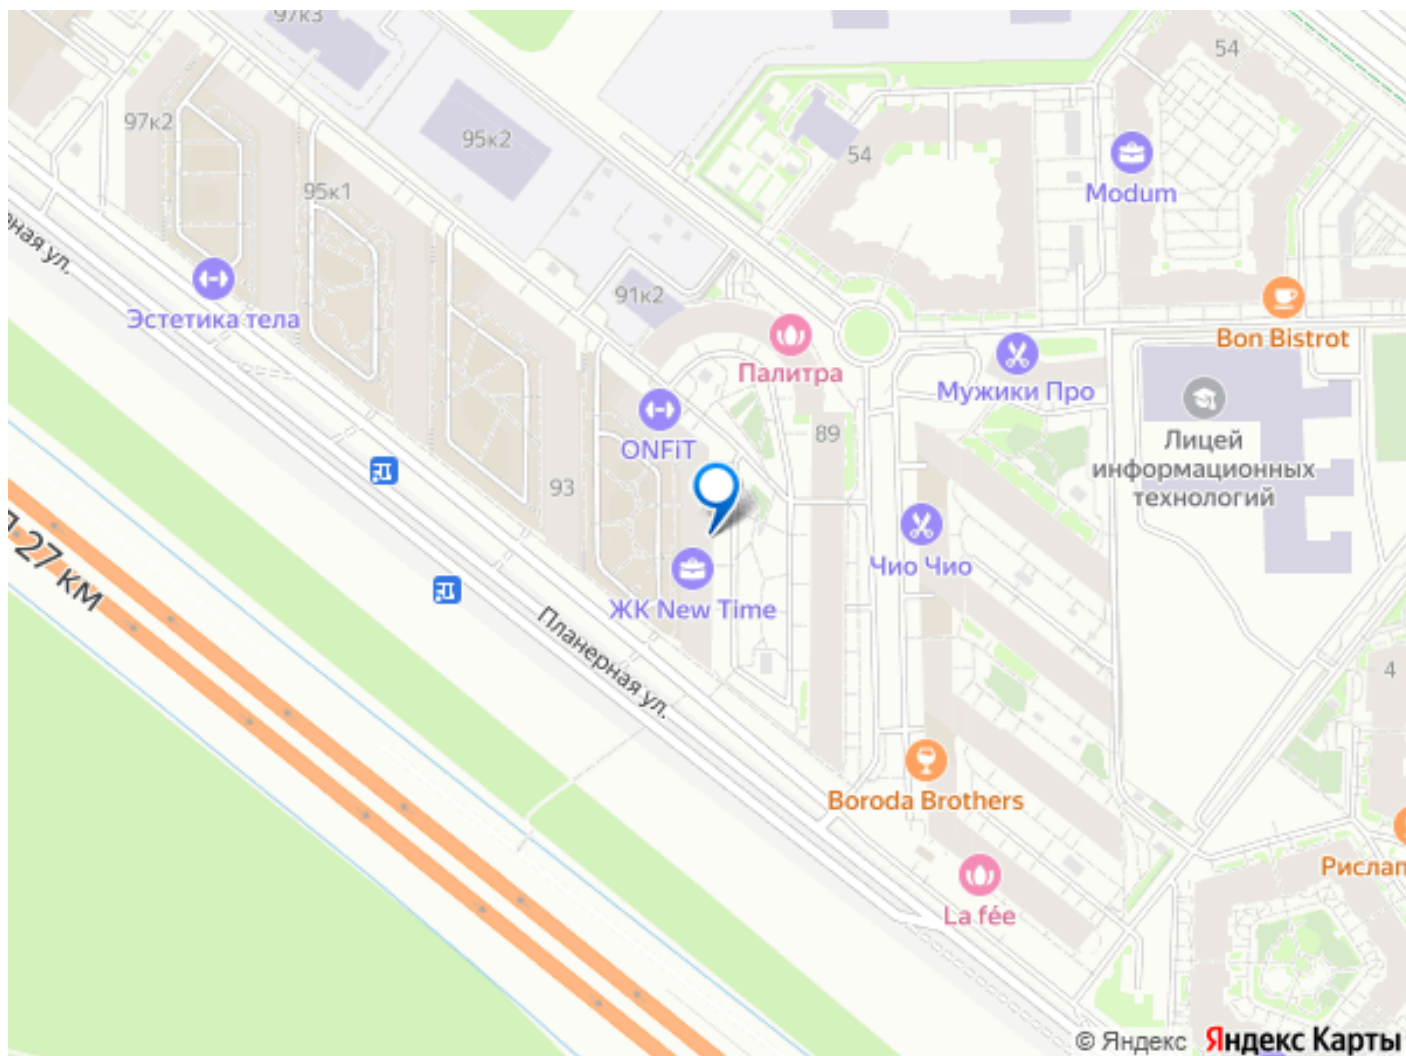 97к3
54
97к2
95к2
54
Modum
95к1
рная ул.
Эстетика тела
91к2
Bon Bistrot
Палитра
Мужики Про
ONFiT
89
Лицей
информационных
технологий
93
27 км
Чио Чио
ЖК New Time
Планерная ул.
4
Boroda Brothers
Рислап
La fée
© Яндекс Яндекс Карты